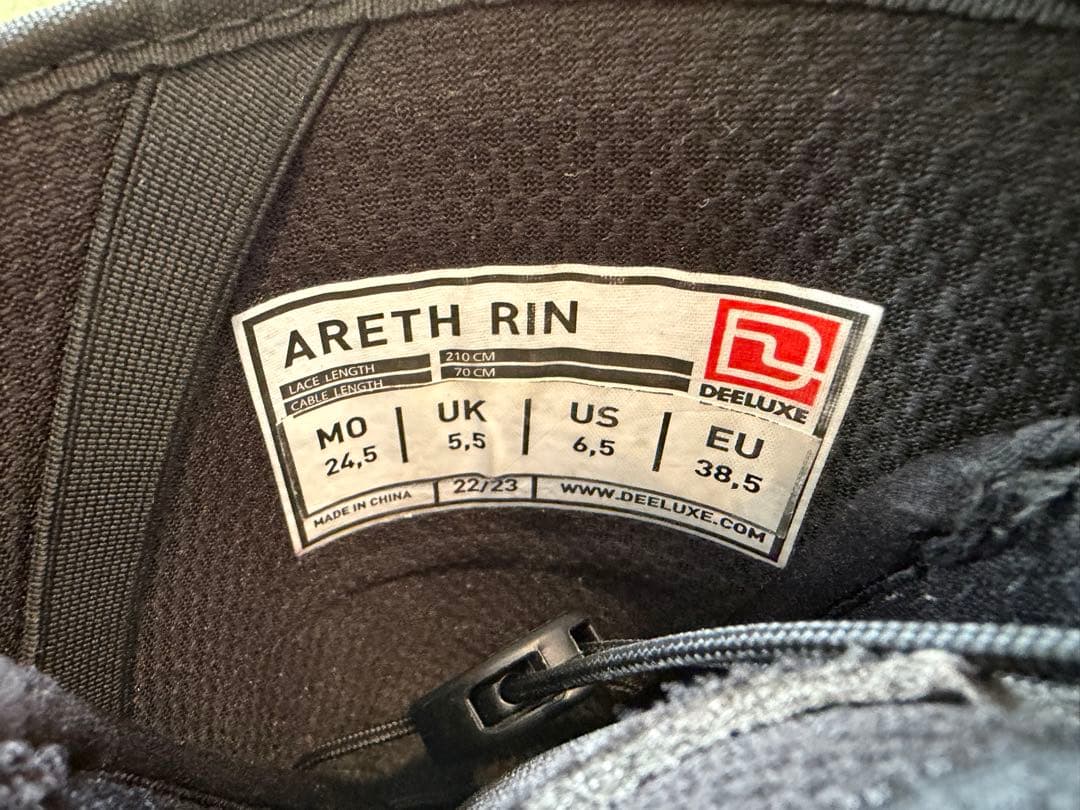 ARETH RIN
LACE LENGTH 210 CM
CABLE LENGTH 70 CM
DEELUXE
MO UK US EU
24,5 5,5 6,5 38,5
MADE IN CHINA 22/23 WWW.DEELUXE.COM